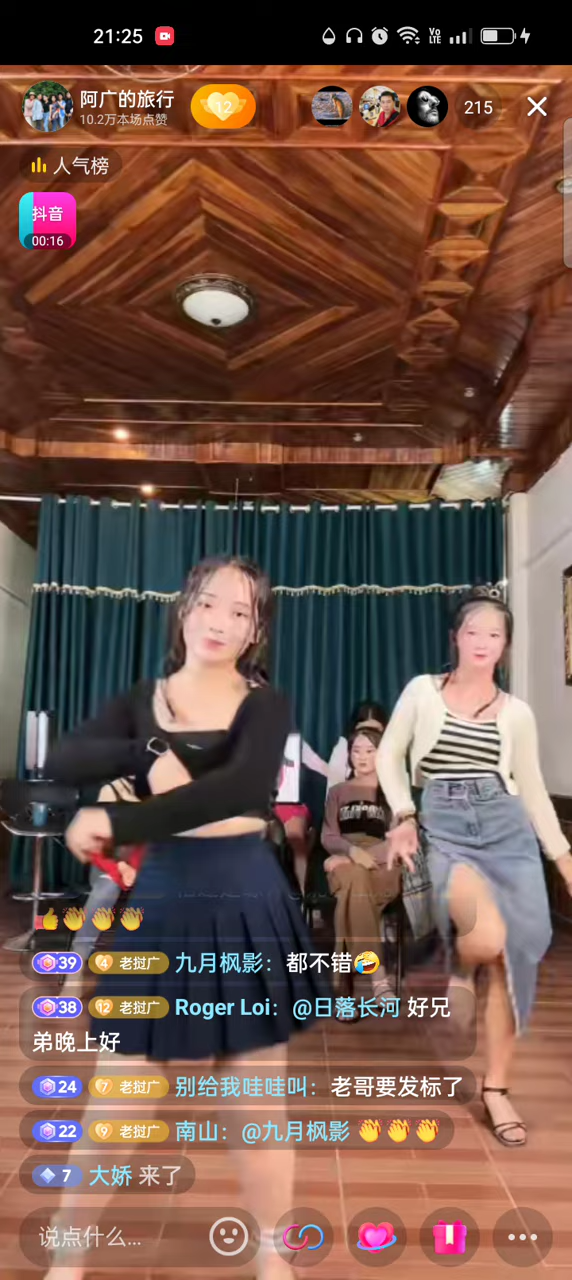 21:25
Vo
LTE
阿广的旅行
10.2万本场点赞
12
215
人气榜
抖音
00:16
👍👏👏👏
39 4 老挝广 九月枫影：都不错🤣
38 12 老挝广 Roger Loi：@日落长河 好兄
弟晚上好
24 7 老挝广 别给我哇哇叫：老哥要发标了
22 9 老挝广 南山：@九月枫影 👏👏👏
7 大娇 来了
说点什么...